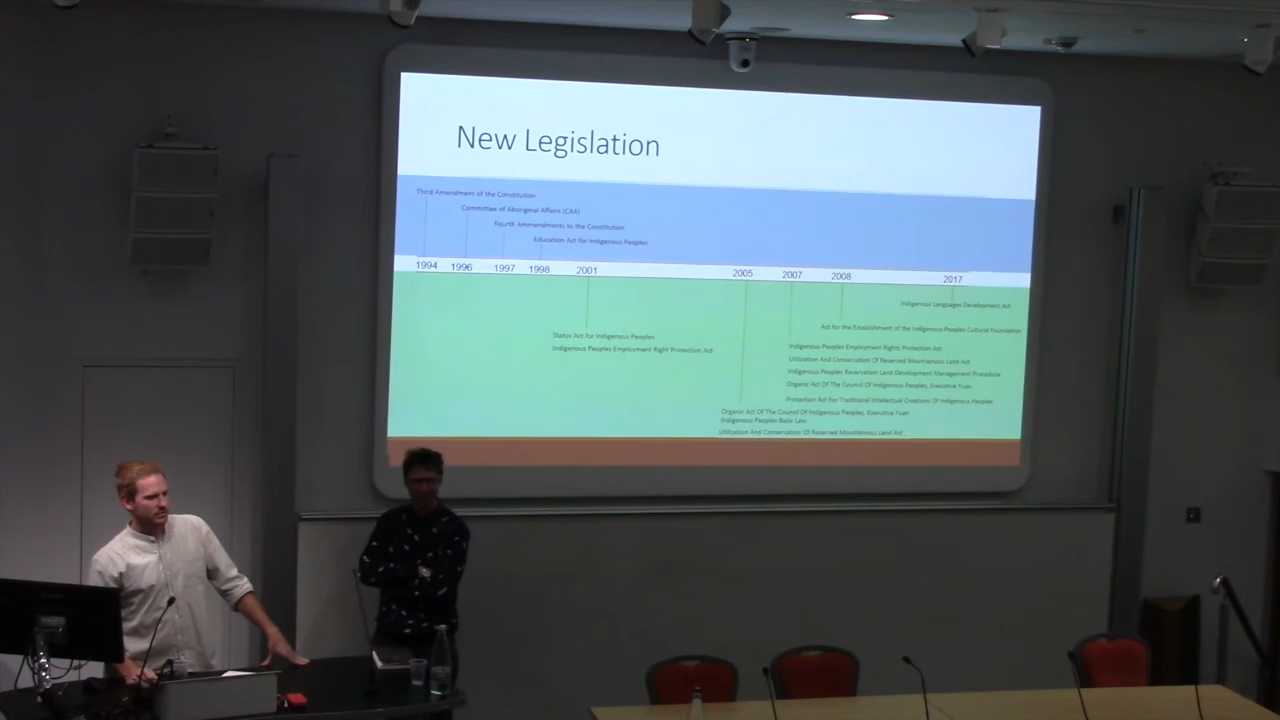 New Legislation
Third Amendment of the Constitution
Committee of Aboriginal Affairs (CAA)
Fourth Ammendments to the Constitution
Education Act for Indigenous Peoples
1994 1996 1997 1998 2001 2005 2007 2008 2017
Indigenous Languages Development Act
Act for the Establishment of the Indigenous Peoples Cultural Foundation
Status Act for Indigenous Peoples
Indigenous Peoples Employment Right Protection Act
Indigenous Peoples Employment Rights Protection Act
Utilization And Conservation Of Reserved Mountainous Land Act
Indigenous Peoples Reservation Land Development Management Procedure
Organic Act Of The Council Of Indigenous Peoples, Executive Yuan
Protection Act For Traditional Intellectual Creations Of Indigenous Peoples
Organic Act Of The Council Of Indigenous Peoples, Executive Yuan
Indigenous Peoples Basic Law
Utilization And Conservation Of Reserved Mountainous Land Act